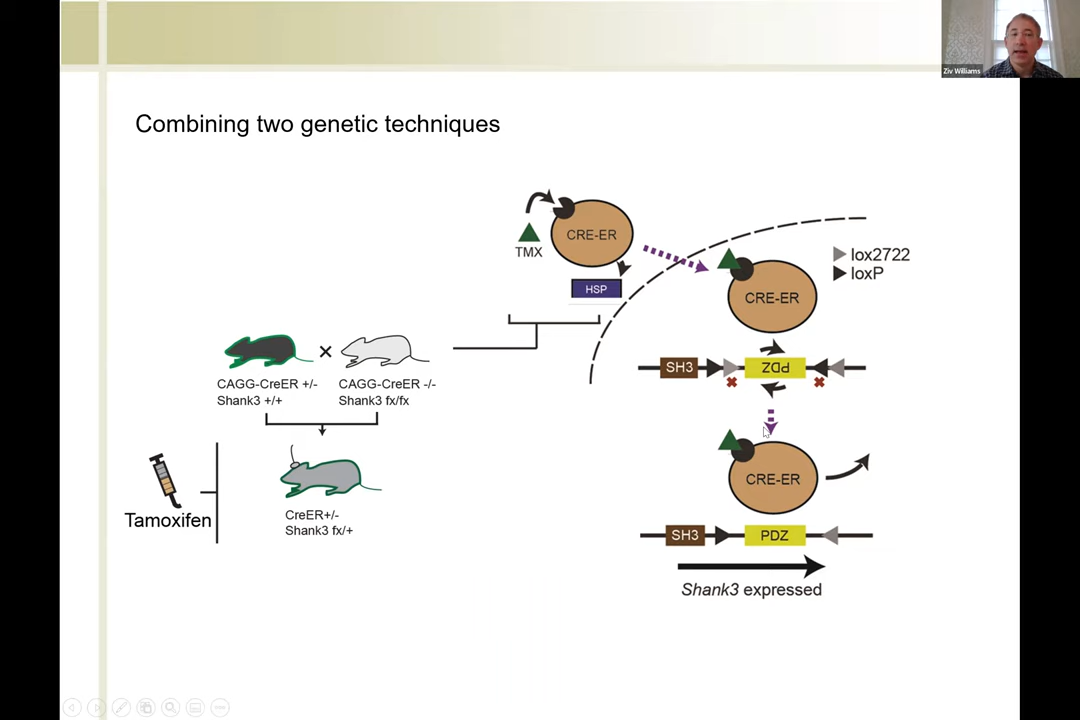 Ziv Williams
Combining two genetic techniques
CRE-ER
TMX
HSP
CRE-ER
lox2722
loxP
SH3
PDZ
CAGG-CreER +/-
Shank3 +/+
CAGG-CreER -/-
Shank3 fx/fx
Tamoxifen
CreER+/-
Shank3 fx/+
CRE-ER
SH3
PDZ
Shank3 expressed